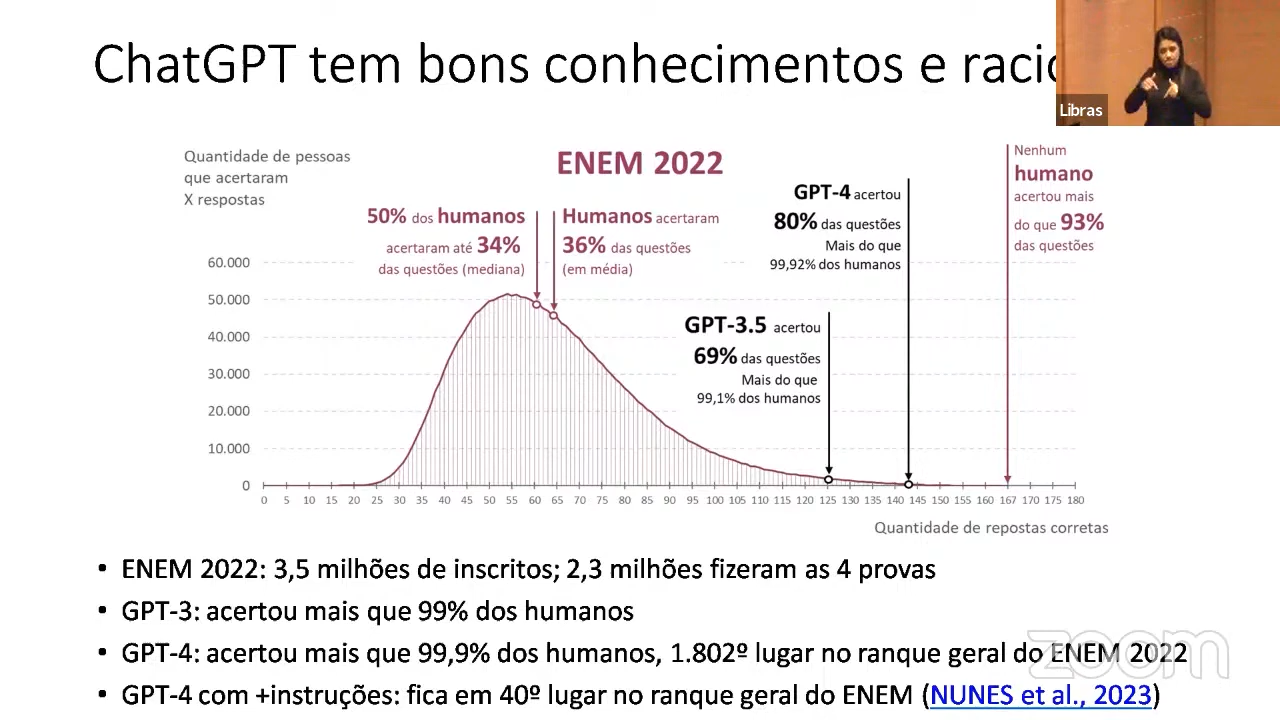 ChatGPT tem bons conhecimentos e
Libras
Quantidade de pessoas
que acertaram
X respostas
ENEM 2022
50% dos humanos
acertaram até 34%
das questões (mediana)
Humanos acertaram
36% das questões
(em média)
GPT-4 acertou
80% das questões
Mais do que
99,92% dos humanos
Nenhum
humano
acertou mais
do que 93%
das questões
GPT-3.5 acertou
69% das questões
Mais do que
99,1% dos humanos
60.000
50.000
40.000
30.000
20.000
10.000
0
0 5 10 15 20 25 30 35 40 45 50 55 60 65 70 75 80 85 90 95 100 105 110 115 120 125 130 135 140 145 150 155 160 167 170 175 180
Quantidade de repostas corretas
• ENEM 2022: 3,5 milhões de inscritos; 2,3 milhões fizeram as 4 provas
• GPT-3: acertou mais que 99% dos humanos
• GPT-4: acertou mais que 99,9% dos humanos, 1.802º lugar no ranque geral do ENEM 2022
• GPT-4 com +instruções: fica em 40º lugar no ranque geral do ENEM (NUNES et al., 2023)
zoom